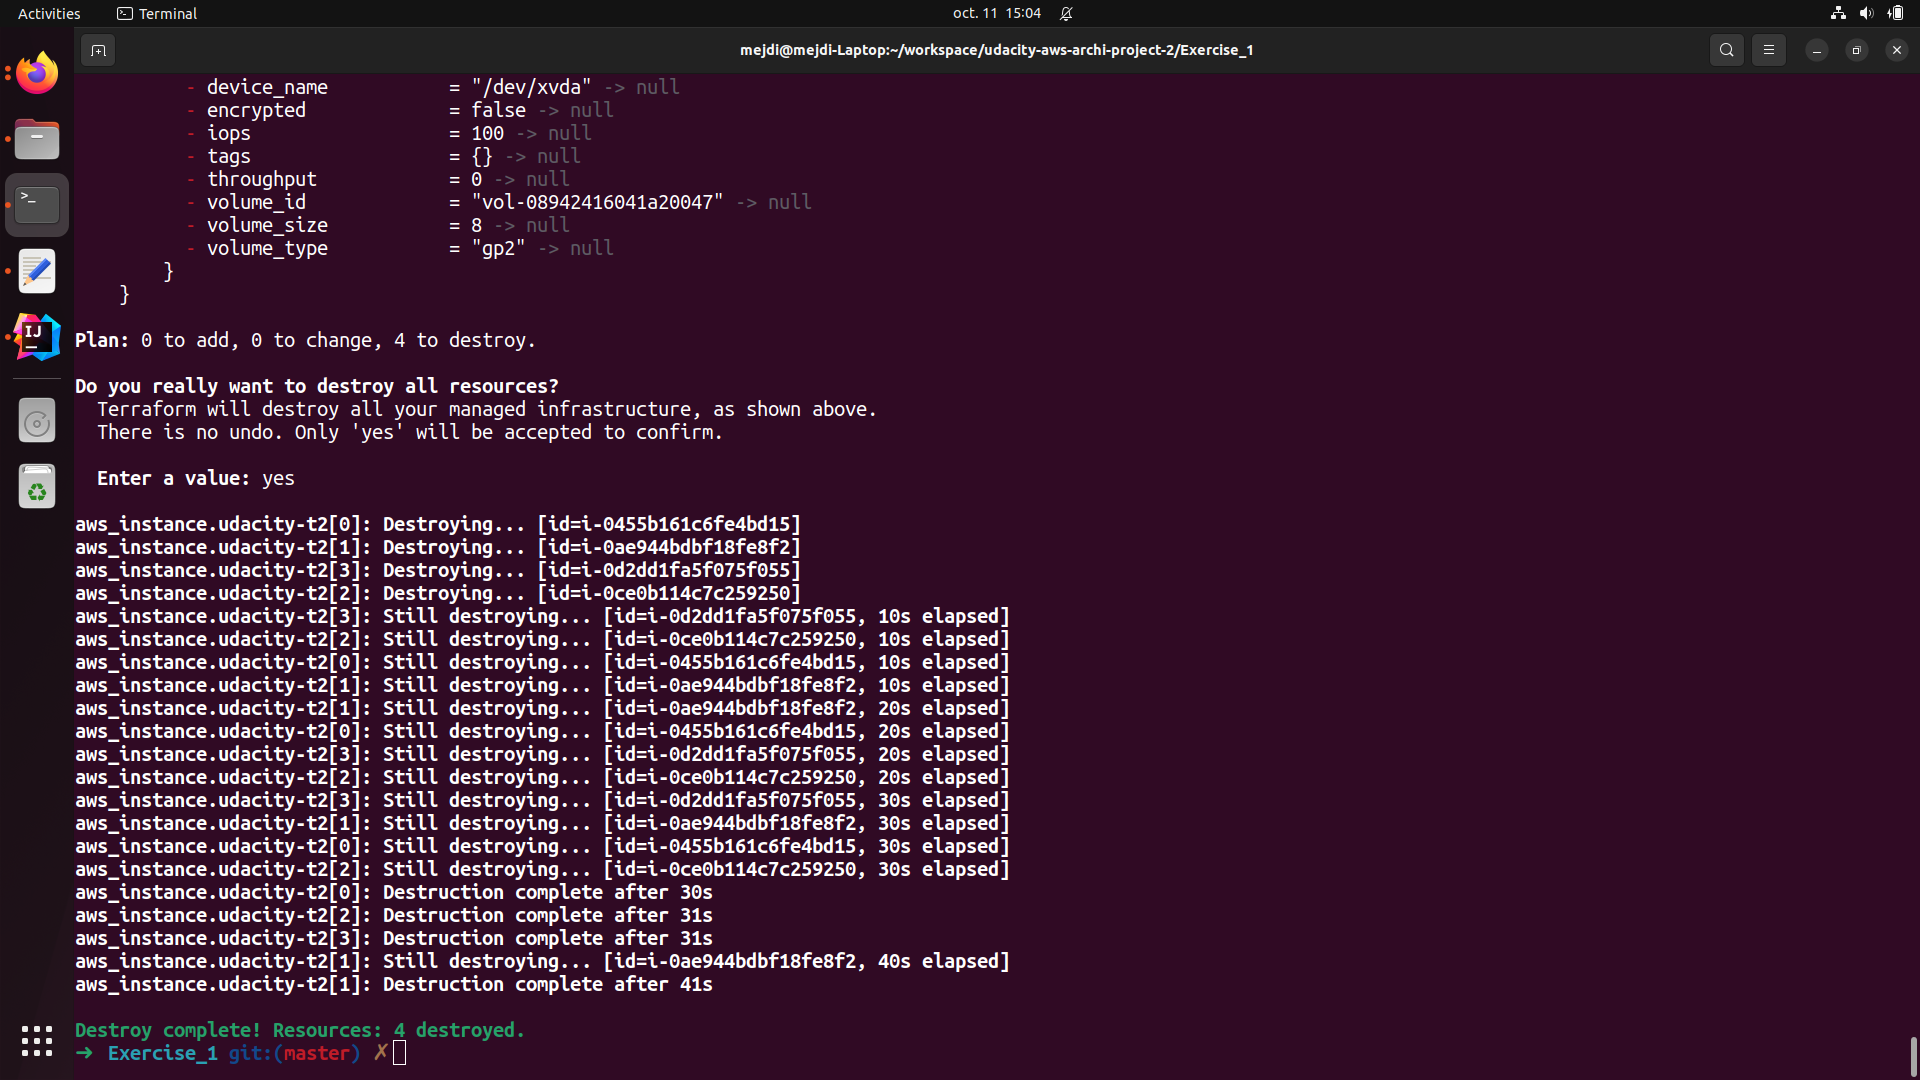 Activities Terminal oct. 11 15:04
mejdi@mejdi-Laptop:~/workspace/udacity-aws-archi-project-2/Exercise_1
- device_name = "/dev/xvda" -> null
- encrypted = false -> null
- iops = 100 -> null
- tags = {} -> null
- throughput = 0 -> null
- volume_id = "vol-08942416041a20047" -> null
- volume_size = 8 -> null
- volume_type = "gp2" -> null
}
}
Plan: 0 to add, 0 to change, 4 to destroy.
Do you really want to destroy all resources?
Terraform will destroy all your managed infrastructure, as shown above.
There is no undo. Only 'yes' will be accepted to confirm.
Enter a value: yes
aws_instance.udacity-t2[0]: Destroying... [id=i-0455b161c6fe4bd15]
aws_instance.udacity-t2[1]: Destroying... [id=i-0ae944bdbf18fe8f2]
aws_instance.udacity-t2[3]: Destroying... [id=i-0d2dd1fa5f075f055]
aws_instance.udacity-t2[2]: Destroying... [id=i-0ce0b114c7c259250]
aws_instance.udacity-t2[3]: Still destroying... [id=i-0d2dd1fa5f075f055, 10s elapsed]
aws_instance.udacity-t2[2]: Still destroying... [id=i-0ce0b114c7c259250, 10s elapsed]
aws_instance.udacity-t2[0]: Still destroying... [id=i-0455b161c6fe4bd15, 10s elapsed]
aws_instance.udacity-t2[1]: Still destroying... [id=i-0ae944bdbf18fe8f2, 10s elapsed]
aws_instance.udacity-t2[1]: Still destroying... [id=i-0ae944bdbf18fe8f2, 20s elapsed]
aws_instance.udacity-t2[0]: Still destroying... [id=i-0455b161c6fe4bd15, 20s elapsed]
aws_instance.udacity-t2[3]: Still destroying... [id=i-0d2dd1fa5f075f055, 20s elapsed]
aws_instance.udacity-t2[2]: Still destroying... [id=i-0ce0b114c7c259250, 20s elapsed]
aws_instance.udacity-t2[3]: Still destroying... [id=i-0d2dd1fa5f075f055, 30s elapsed]
aws_instance.udacity-t2[1]: Still destroying... [id=i-0ae944bdbf18fe8f2, 30s elapsed]
aws_instance.udacity-t2[0]: Still destroying... [id=i-0455b161c6fe4bd15, 30s elapsed]
aws_instance.udacity-t2[2]: Still destroying... [id=i-0ce0b114c7c259250, 30s elapsed]
aws_instance.udacity-t2[0]: Destruction complete after 30s
aws_instance.udacity-t2[2]: Destruction complete after 31s
aws_instance.udacity-t2[3]: Destruction complete after 31s
aws_instance.udacity-t2[1]: Still destroying... [id=i-0ae944bdbf18fe8f2, 40s elapsed]
aws_instance.udacity-t2[1]: Destruction complete after 41s
Destroy complete! Resources: 4 destroyed.
➜ Exercise_1 git:(master) ✗